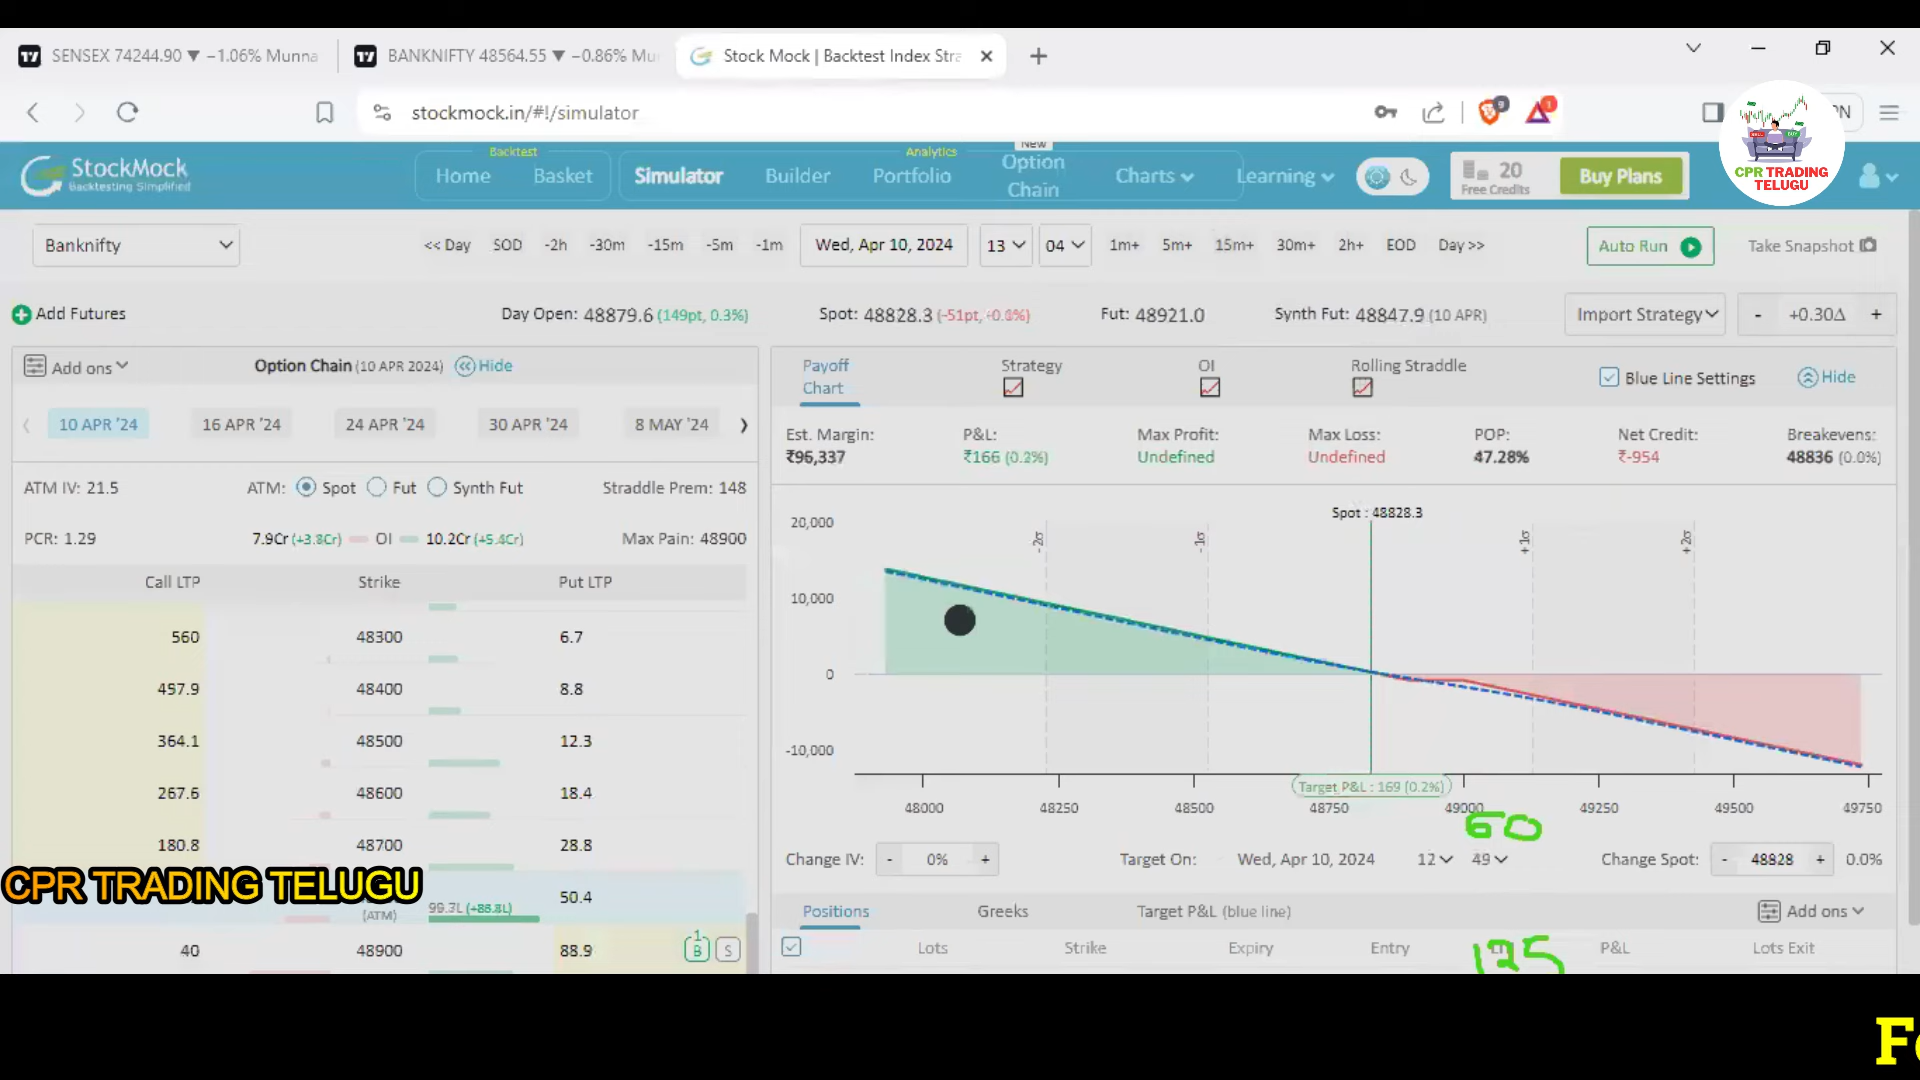 SENSEX 74244.90 ▼ −1.06% Munna
BANKNIFTY 48564.55 ▼ −0.86% Mu
Stock Mock | Backtest Index Stra
stockmock.in/#!/simulator
9
1
N
StockMock
Backtesting Simplified
Backtest
Home Basket
Simulator
Builder
Analytics
Portfolio
New
Option Chain
Charts
Learning
20
Free Credits
Buy Plans
CPR TRADING
TELUGU
Banknifty
<< Day SOD -2h -30m -15m -5m -1m Wed, Apr 10, 2024 13 04 1m+ 5m+ 15m+ 30m+ 2h+ EOD Day >>
Auto Run
Take Snapshot
Add Futures
Day Open: 48879.6 (149pt, 0.3%)
Spot: 48828.3 (-51pt, -0.1%)
Fut: 48921.0
Synth Fut: 48847.9 (10 APR)
Import Strategy
- +0.30Δ +
Add ons
Option Chain (10 APR 2024) Hide
10 APR '24 16 APR '24 24 APR '24 30 APR '24 8 MAY '24
ATM IV: 21.5 ATM: Spot Fut Synth Fut Straddle Prem: 148
PCR: 1.29 7.9Cr (+3.8Cr) OI 10.2Cr (+5.4Cr) Max Pain: 48900
Call LTP Strike Put LTP
560 48300 6.7
457.9 48400 8.8
364.1 48500 12.3
267.6 48600 18.4
180.8 48700 28.8
CPR TRADING TELUGU
(ATM) 99.3L (+86.8L) 50.4
40 48900 88.9 1 B S
Payoff Chart
Strategy
OI
Rolling Straddle
Blue Line Settings
Hide
Est. Margin: P&L: Max Profit: Max Loss: POP: Net Credit: Breakevens:
₹96,337 ₹166 (0.2%) Undefined Undefined 47.28% ₹-954 48836 (0.0%)
Spot : 48828.3
20,000
10,000
0
-10,000
-2σ -1σ +1σ +2σ
Target P&L : 169 (0.2%)
48000 48250 48500 48750 49000 49250 49500 49750
60
Change IV: - 0% + Target On: Wed, Apr 10, 2024 12 49 Change Spot: - 48828 + 0.0%
Positions Greeks Target P&L (blue line) Add ons
Lots Strike Expiry Entry P&L Lots Exit
125